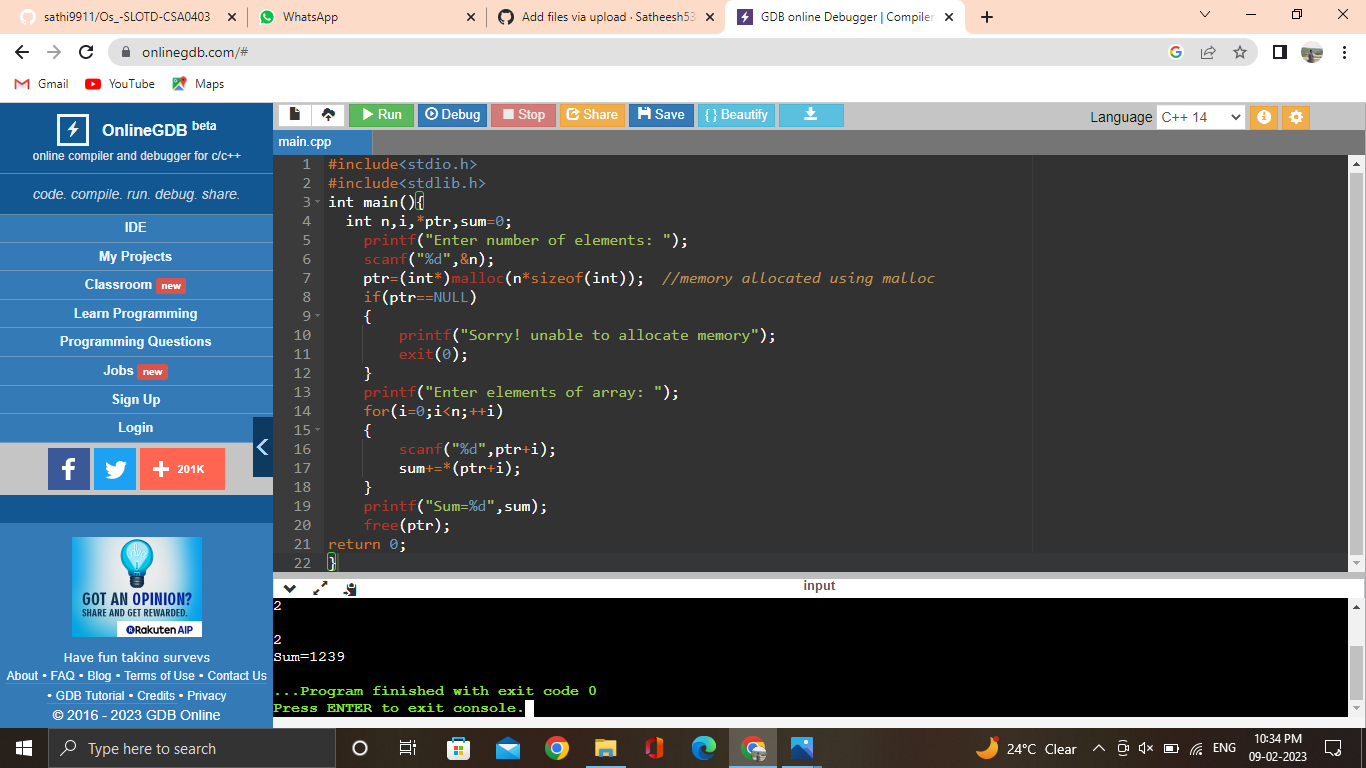 sathi9911/Os_-SLOTD-CSA0403
WhatsApp
Add files via upload · Satheesh53
GDB online Debugger | Compiler
onlinegdb.com/#
Gmail YouTube Maps
OnlineGDB beta
online compiler and debugger for c/c++
code. compile. run. debug. share.
IDE
My Projects
Classroom new
Learn Programming
Programming Questions
Jobs new
Sign Up
Login
f
+ 201K
GOT AN OPINION?
SHARE AND GET REWARDED.
Rakuten AIP
Have fun taking surveys
About • FAQ • Blog • Terms of Use • Contact Us
• GDB Tutorial • Credits • Privacy
© 2016 - 2023 GDB Online
Run Debug Stop Share Save { } Beautify
Language C++ 14
main.cpp
1 #include<stdio.h>
2 #include<stdlib.h>
3 int main(){
4 int n,i,*ptr,sum=0;
5 printf("Enter number of elements: ");
6 scanf("%d",&n);
7 ptr=(int*)malloc(n*sizeof(int)); //memory allocated using malloc
8 if(ptr==NULL)
9 {
10 printf("Sorry! unable to allocate memory");
11 exit(0);
12 }
13 printf("Enter elements of array: ");
14 for(i=0;i<n;++i)
15 {
16 scanf("%d",ptr+i);
17 sum+=*(ptr+i);
18 }
19 printf("Sum=%d",sum);
20 free(ptr);
21 return 0;
22 }
input
2
2
Sum=1239
...Program finished with exit code 0
Press ENTER to exit console.
Type here to search
24°C Clear
ENG
10:34 PM
09-02-2023